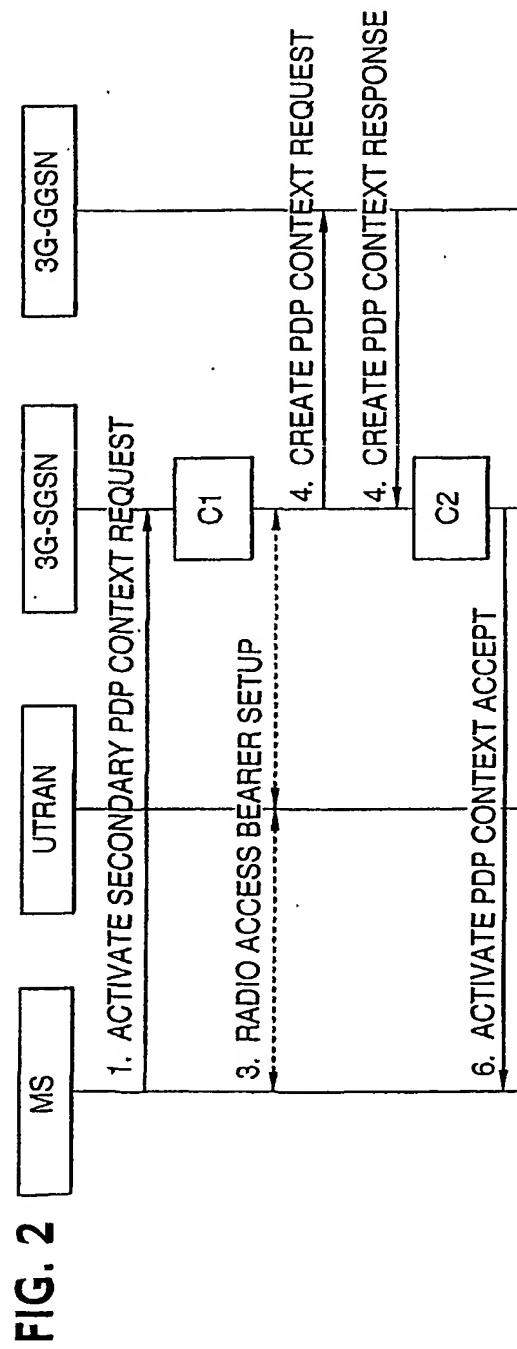 FIG. 2
MS
UTRAN
3G-SGSN
3G-GGSN
1. ACTIVATE SECONDARY PDP CONTEXT REQUEST
C1
3. RADIO ACCESS BEARER SETUP
4. CREATE PDP CONTEXT REQUEST
4. CREATE PDP CONTEXT RESPONSE
C2
6. ACTIVATE PDP CONTEXT ACCEPT